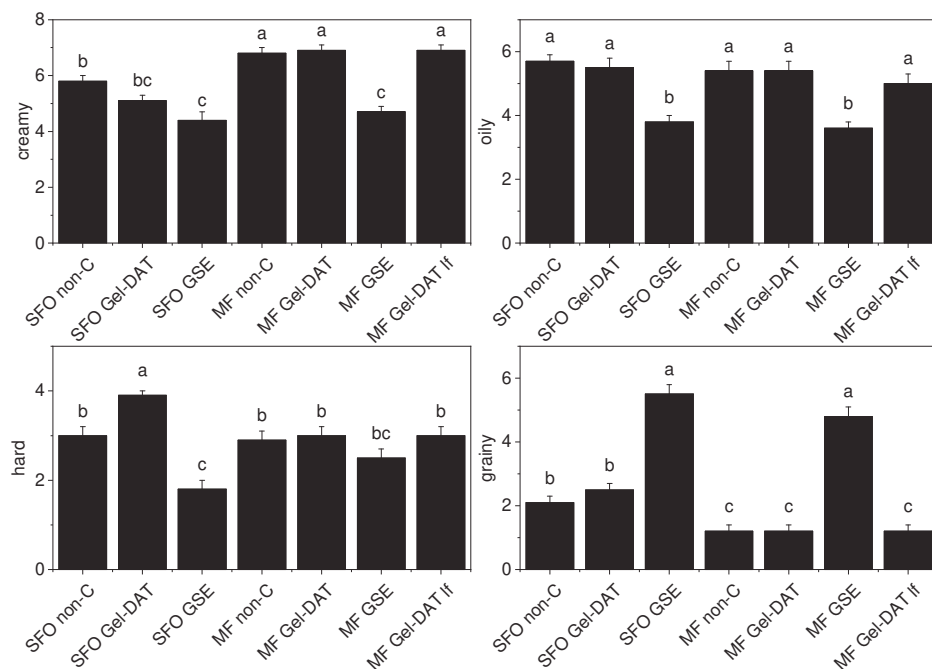 8
6
4
2
0
creamy
b
bc
c
a
a
c
a
SFO non-C
SFO Gel-DAT
SFO GSE
MF non-C
MF Gel-DAT
MF GSE
MF Gel-DAT lf
6
4
2
0
oily
a
a
b
a
a
b
a
SFO non-C
SFO Gel-DAT
SFO GSE
MF non-C
MF Gel-DAT
MF GSE
MF Gel-DAT lf
4
2
0
hard
b
a
c
b
b
bc
b
SFO non-C
SFO Gel-DAT
SFO GSE
MF non-C
MF Gel-DAT
MF GSE
MF Gel-DAT lf
6
4
2
0
grainy
b
b
a
c
c
a
c
SFO non-C
SFO Gel-DAT
SFO GSE
MF non-C
MF Gel-DAT
MF GSE
MF Gel-DAT lf